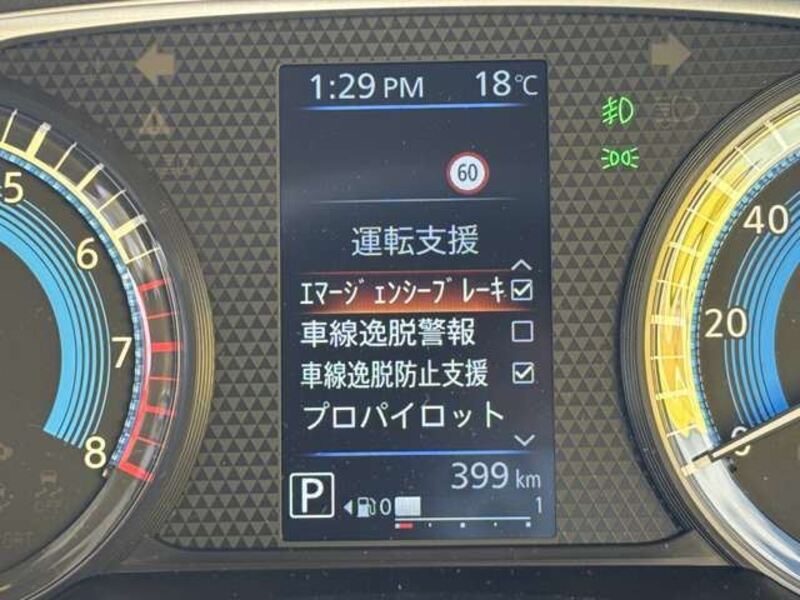 1:29 PM 18℃
60
運転支援
ｴﾏｰｼﾞｪﾝｼｰﾌﾞﾚｰｷ
車線逸脱警報
車線逸脱防止支援
プロパイロット
399 km
P 0 1
5
6
7
8
40
20
0